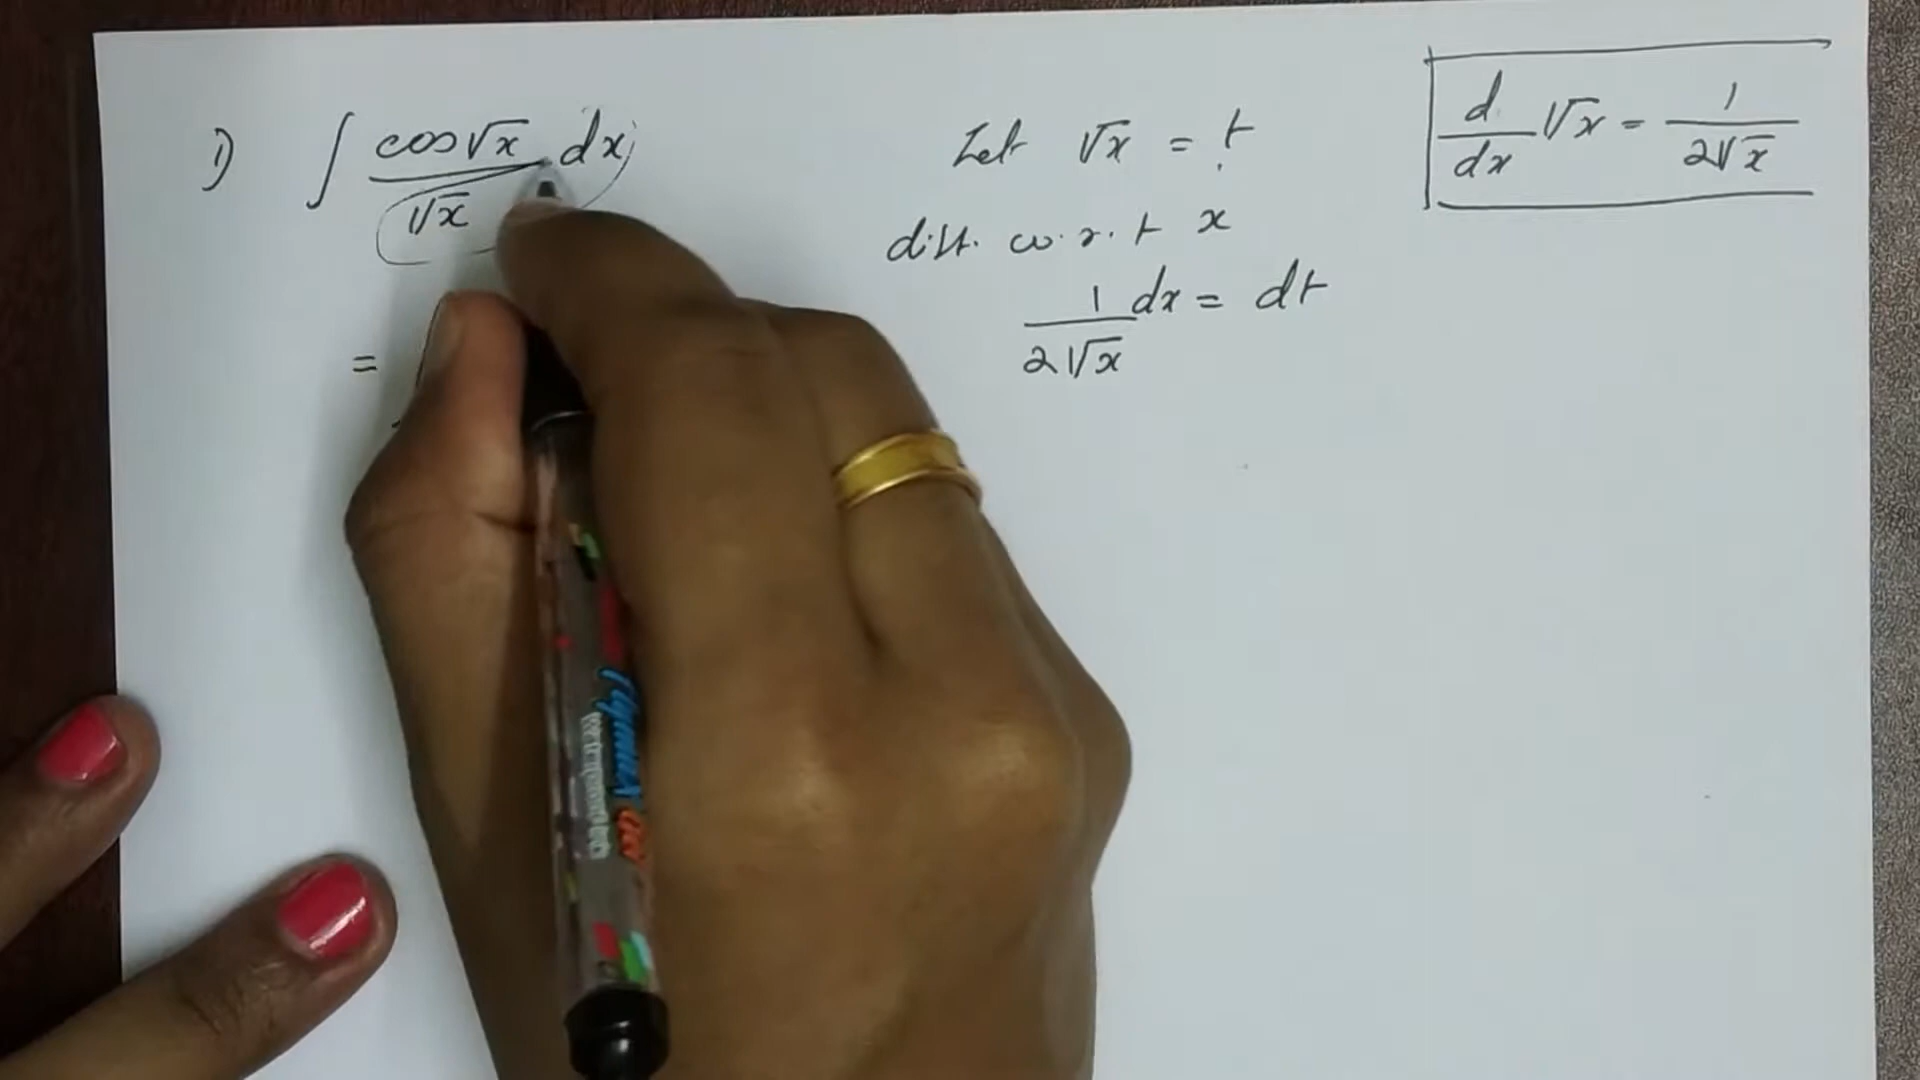 1) ∫ cos√x / √x dx
=
Let √x = t
diff. w.r.t x
1 / 2√x dx = dt
d/dx √x = 1 / 2√x